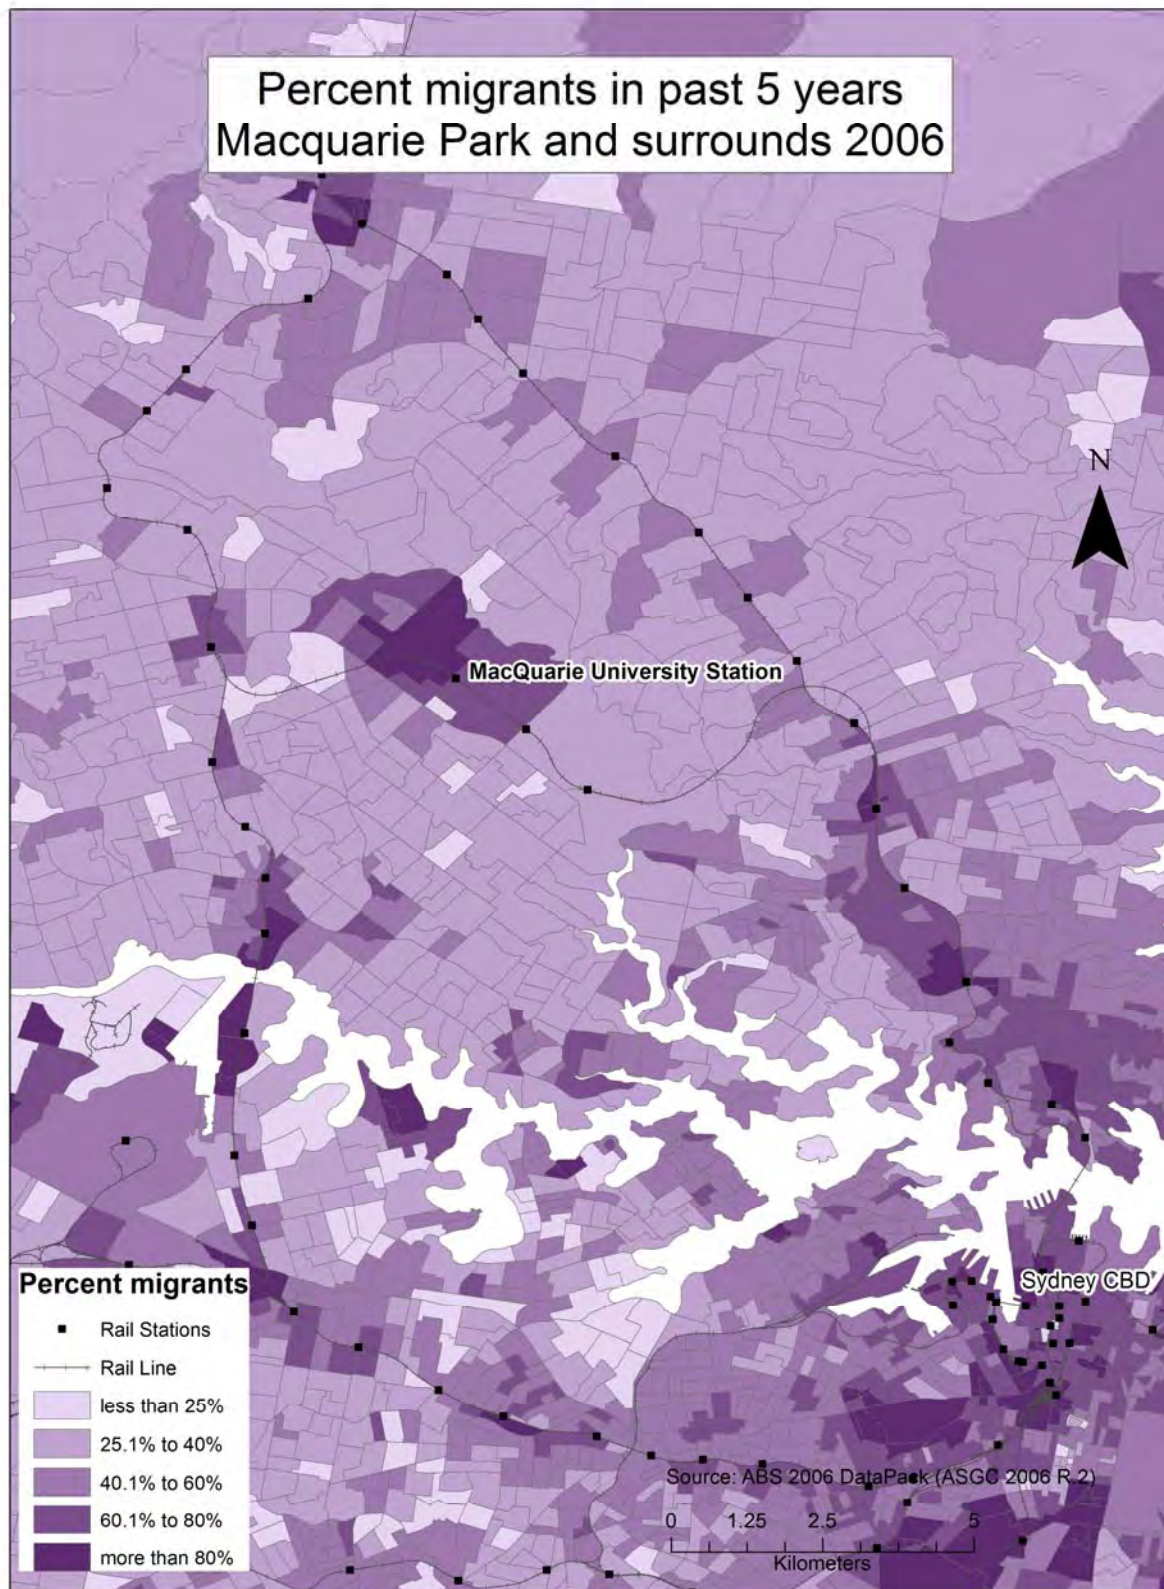 Percent migrants in past 5 years
Macquarie Park and surrounds 2006
N
MacQuarie University Station
Sydney CBD
Percent migrants
Rail Stations
Rail Line
less than 25%
25.1% to 40%
40.1% to 60%
60.1% to 80%
more than 80%
Source: ABS 2006 DataPack (ASGC 2006 R.2)
0 1.25 2.5 5
Kilometers